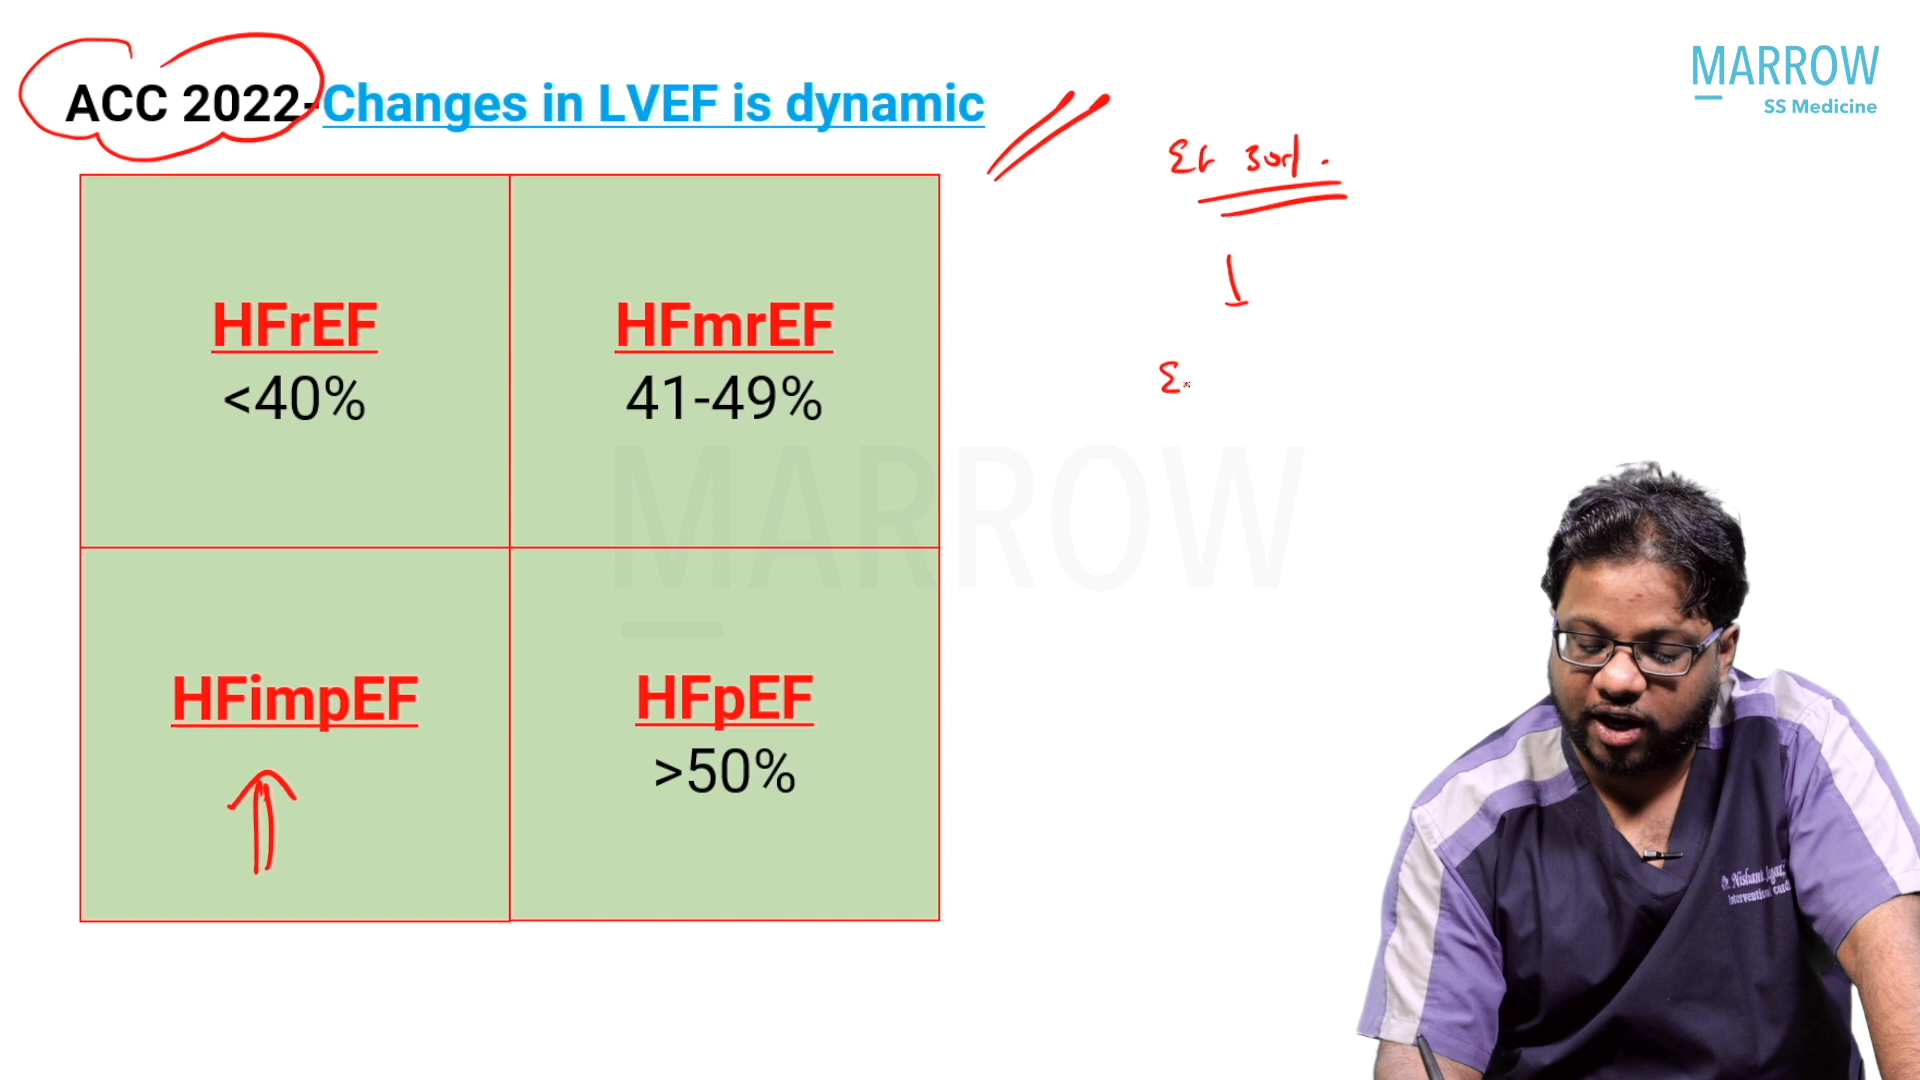 MARROW
SS Medicine
ACC 2022-Changes in LVEF is dynamic
HFrEF
<40%
HFmrEF
41-49%
HFimpEF
HFpEF
>50%
MARROW